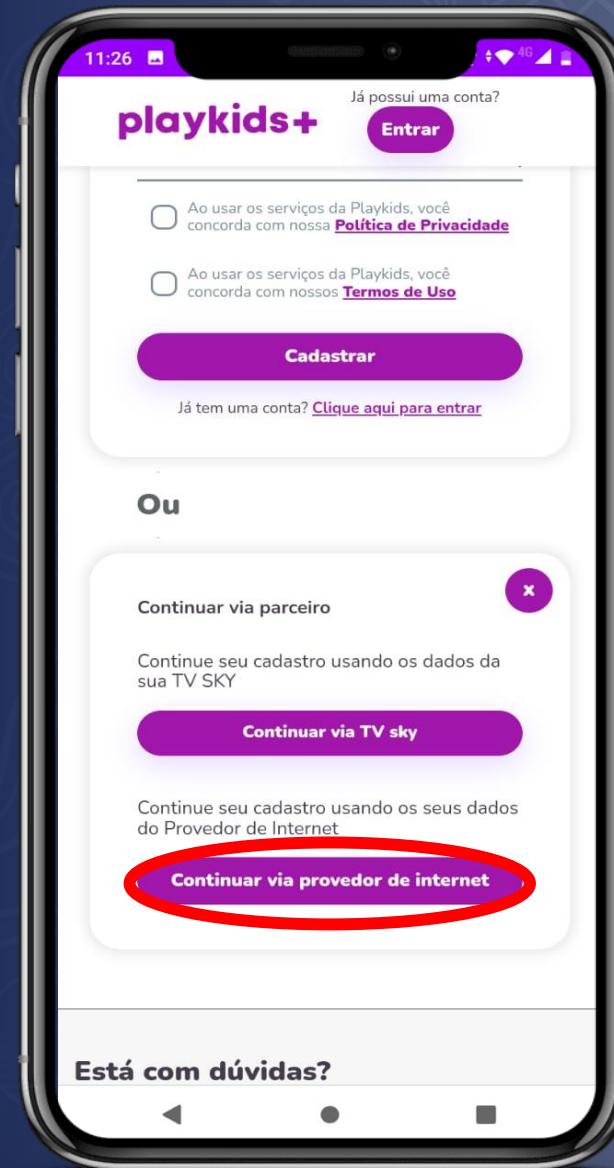 11:26
4G
playkids+
Já possui uma conta?
Entrar
Ao usar os serviços da Playkids, você
concorda com nossa Política de Privacidade
Ao usar os serviços da Playkids, você
concorda com nossos Termos de Uso
Cadastrar
Já tem uma conta? Clique aqui para entrar
Ou
x
Continuar via parceiro
Continue seu cadastro usando os dados da
sua TV SKY
Continuar via TV sky
Continue seu cadastro usando os seus dados
do Provedor de Internet
Continuar via provedor de internet
Está com dúvidas?